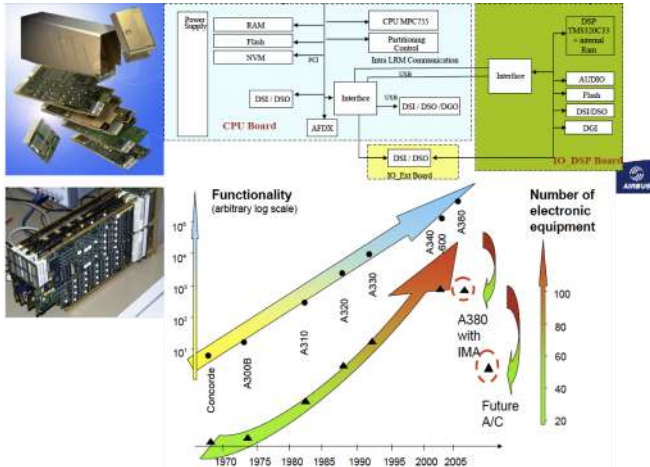 Power
Supply
RAM
Flash
NVM
PCI
CPU MPC755
Partitioning
Control
Intra LRM Communication
USB
Interface
DSI / DSO
USB
DSI / DSO /DGO
AFDX
CPU Board
Interface
DSP
TMS320C33
+ internal
Ram
AUDIO
Flash
DSI/DSO
DGI
IO_DSP Board
DSI / DSO
IO_Ext Board
AIRBUS
Functionality
(arbitrary log scale)
Number of
electronic
equipment
10⁵
10⁴
10³
10²
10¹
Concorde
A300B
A310
A320
A330
A340
600
A380
A380
with
IMA
Future
A/C
100
80
60
40
20
1970
1975
1980
1985
1990
1995
2000
2005